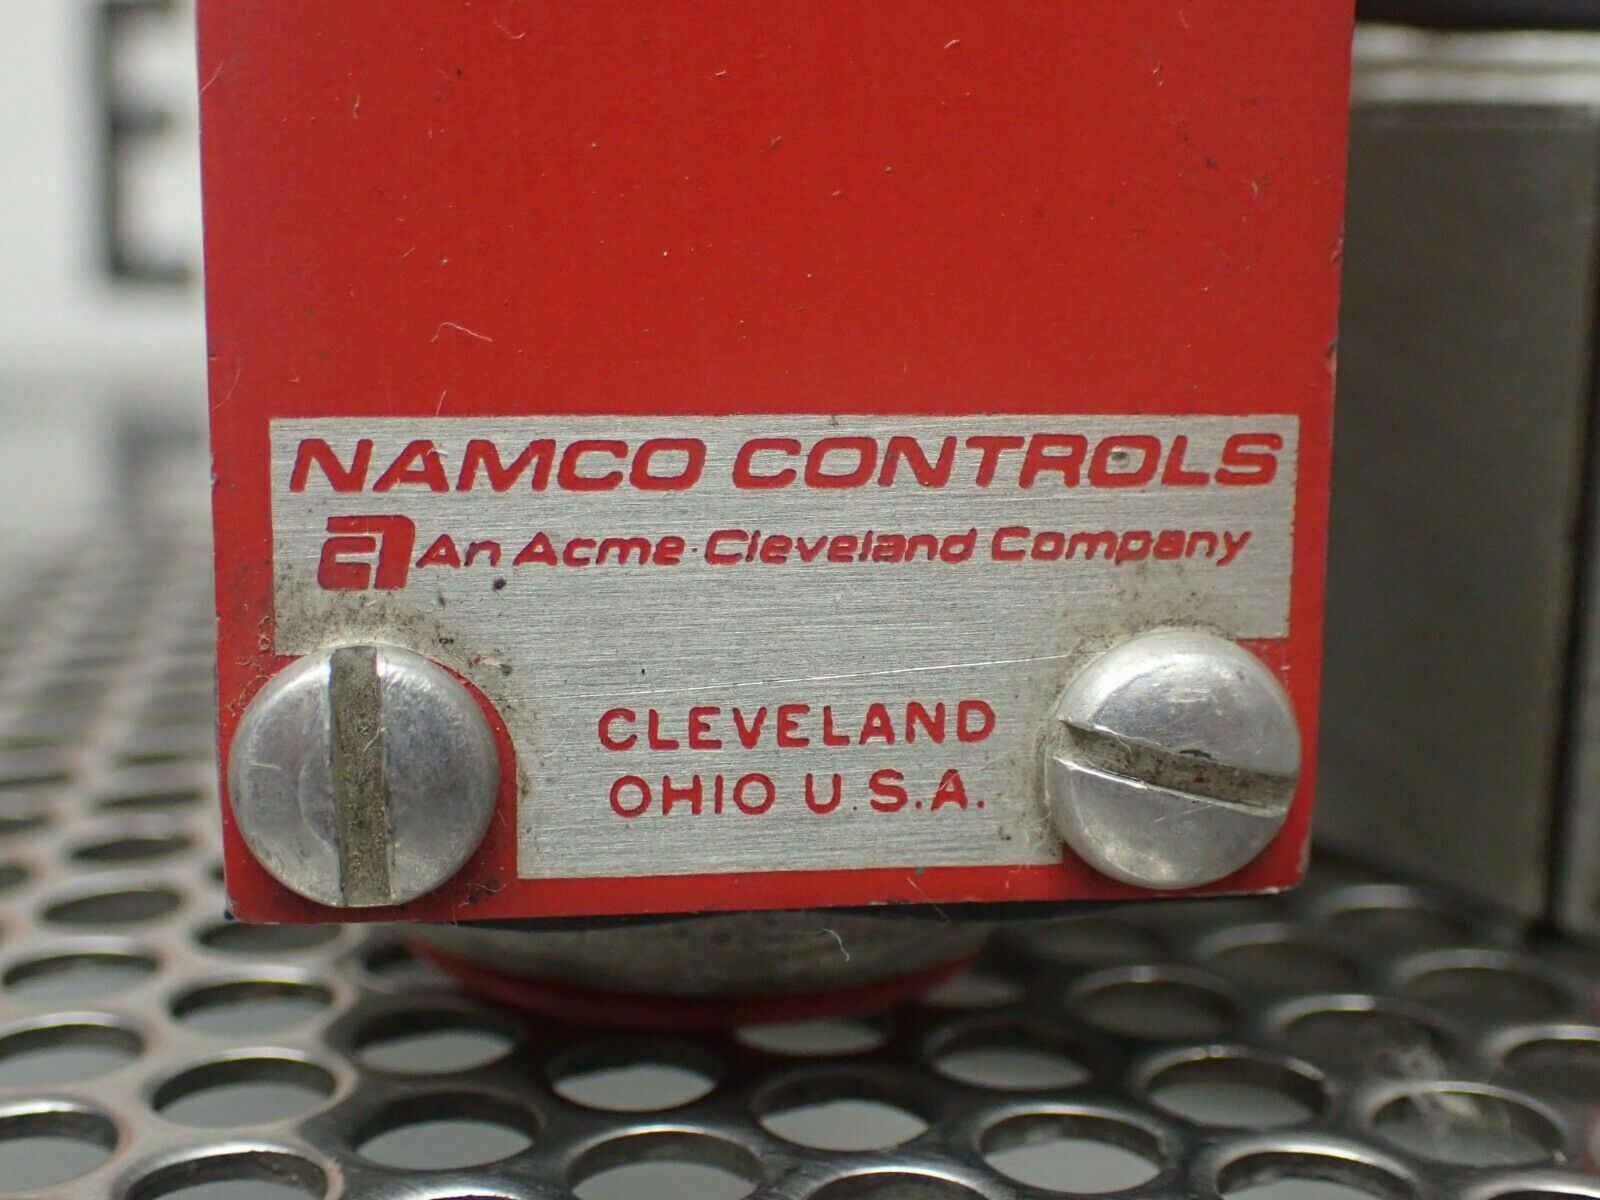 NAMCO CONTROLS
An Acme-Cleveland Company
CLEVELAND
OHIO U.S.A.